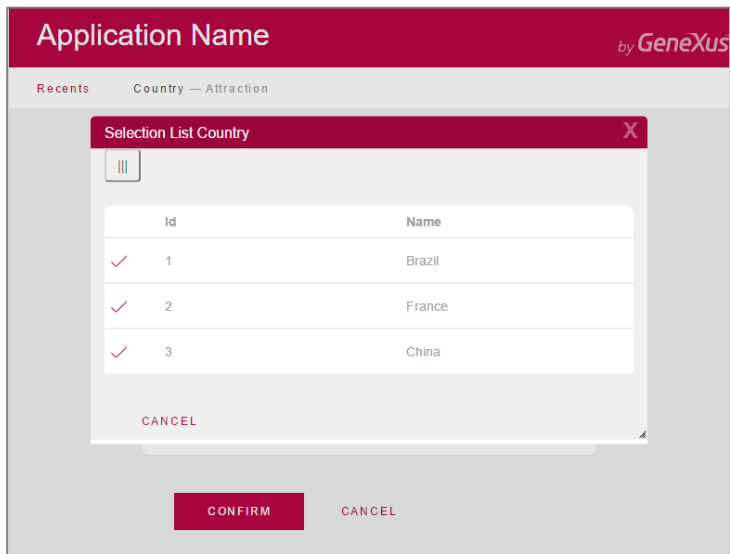 Application Name
by GeneXus
Recents Country — Attraction
Selection List Country X
Id Name
1 Brazil
2 France
3 China
CANCEL
CONFIRM CANCEL